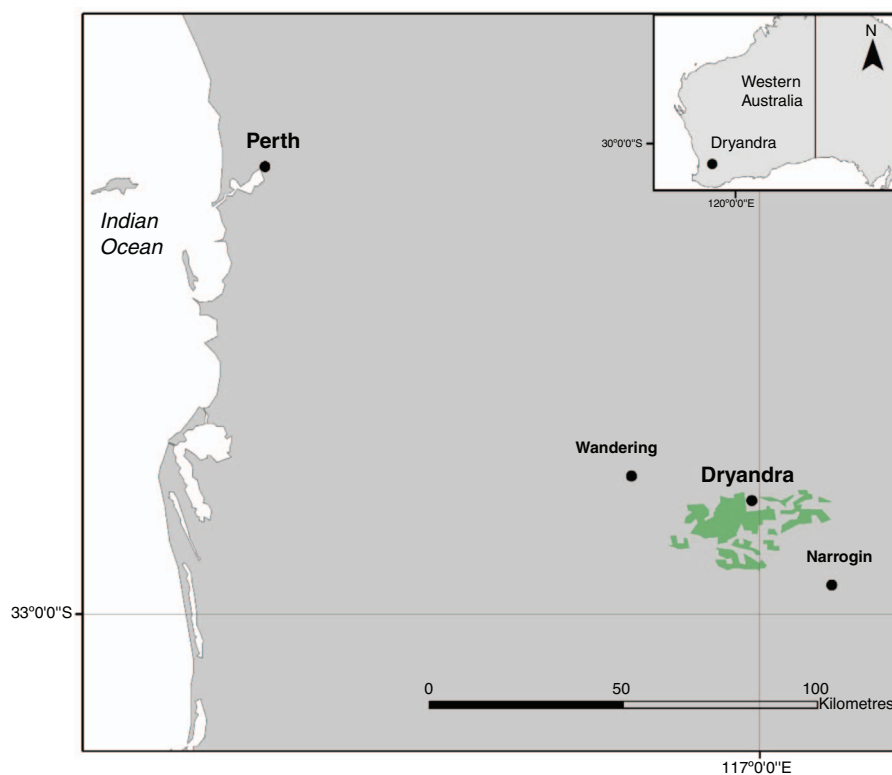 N
Western
Australia
30º0'0"S
Dryandra
120º0'0"E
Perth
Indian
Ocean
Wandering
Dryandra
Narrogin
33º0'0"S
0
50
100
Kilometres
117º0'0"E